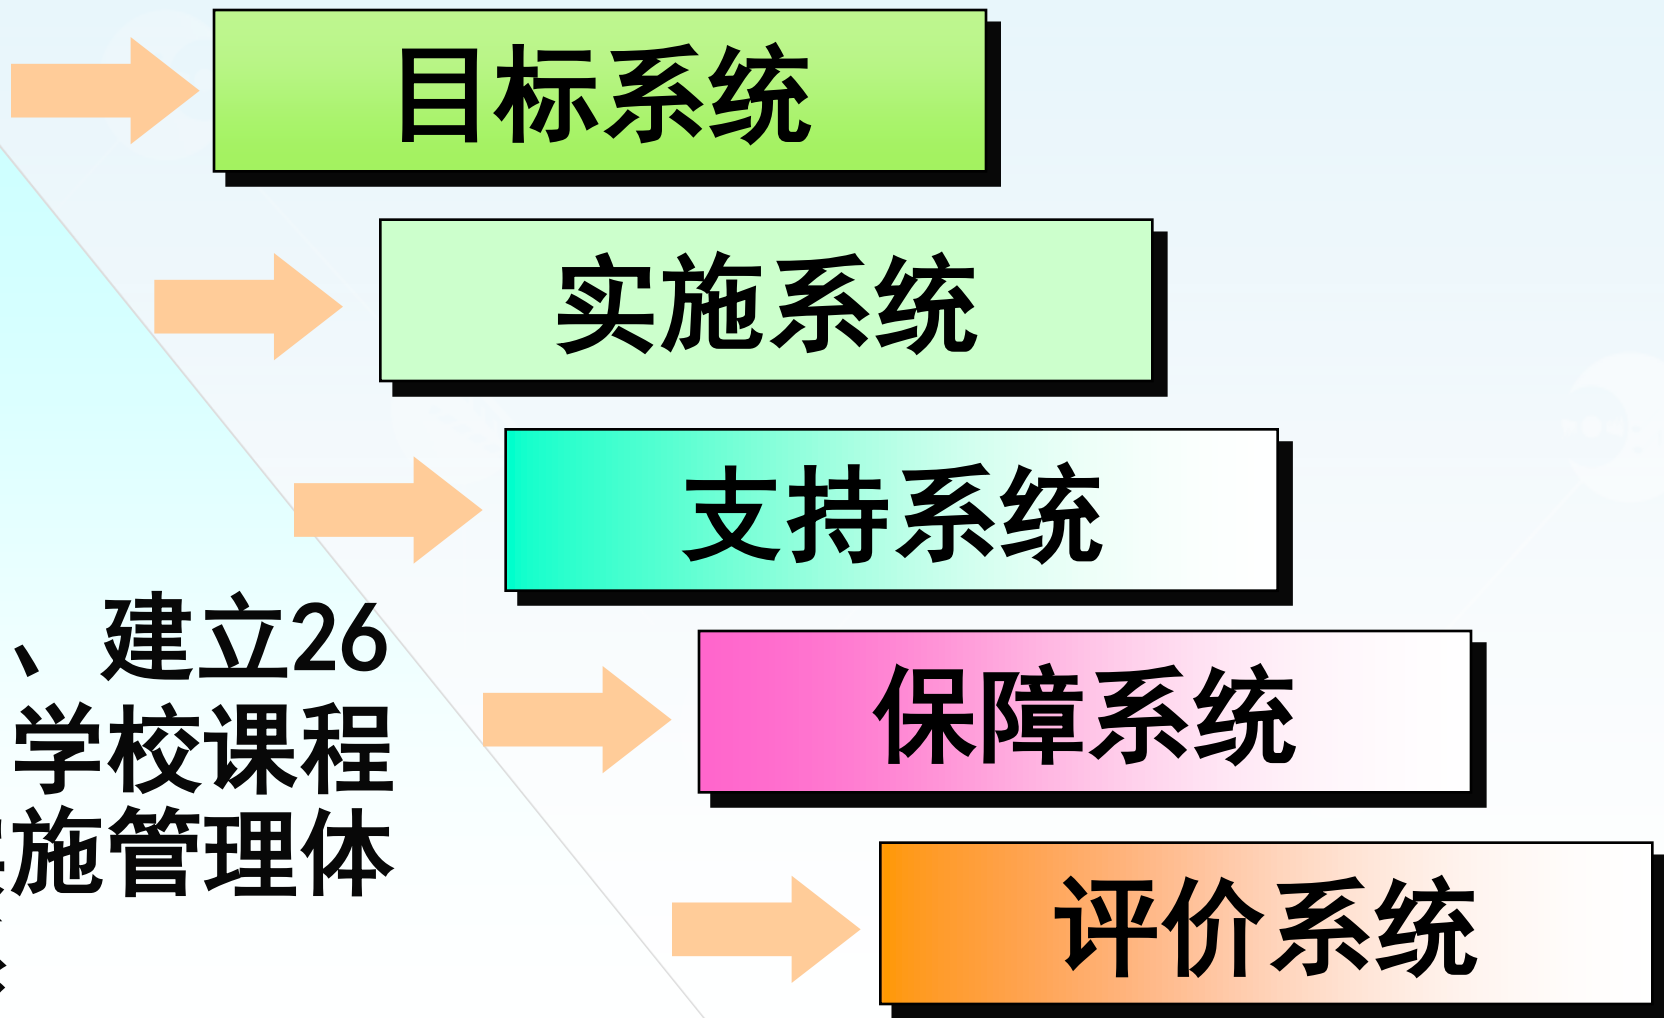 目标系统
实施系统
支持系统
保障系统
评价系统
、建立26
学校课程
施管理体